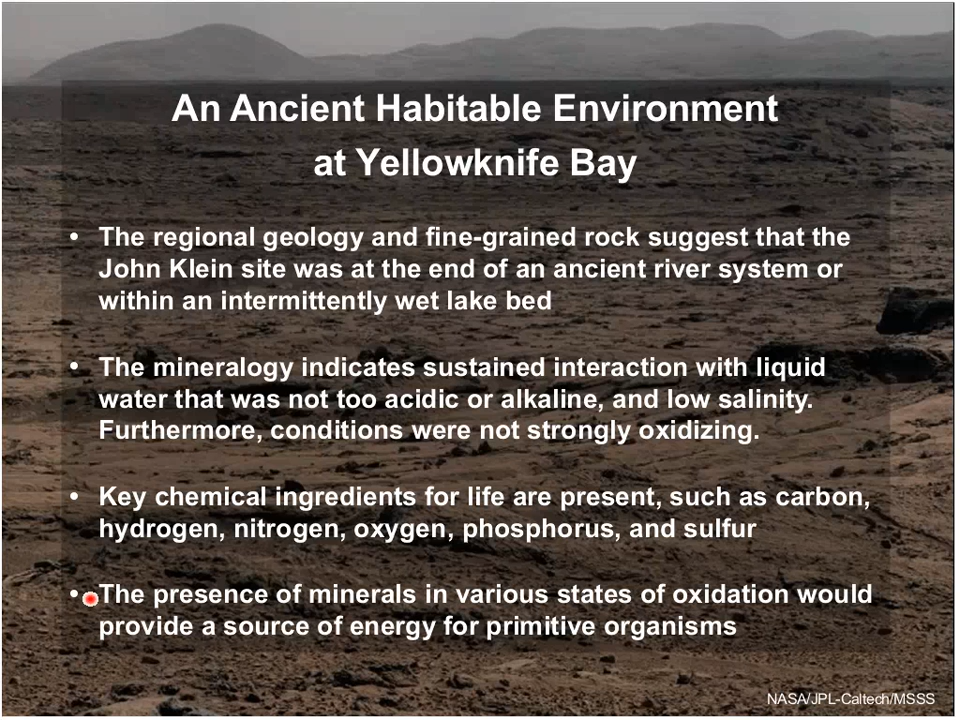 An Ancient Habitable Environment
at Yellowknife Bay
• The regional geology and fine-grained rock suggest that the
John Klein site was at the end of an ancient river system or
within an intermittently wet lake bed
• The mineralogy indicates sustained interaction with liquid
water that was not too acidic or alkaline, and low salinity.
Furthermore, conditions were not strongly oxidizing.
• Key chemical ingredients for life are present, such as carbon,
hydrogen, nitrogen, oxygen, phosphorus, and sulfur
• The presence of minerals in various states of oxidation would
provide a source of energy for primitive organisms
NASA/JPL-Caltech/MSSS